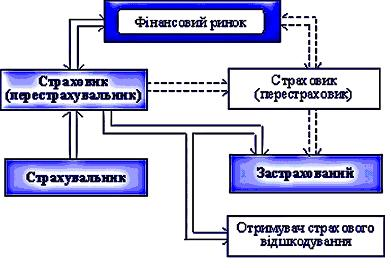 Фінансовий ринок
Страховик
(перестрахувальник)
Страховик
(перестраховик)
Страхувальник
Застрахований
Отримувач страхового
відшкодування